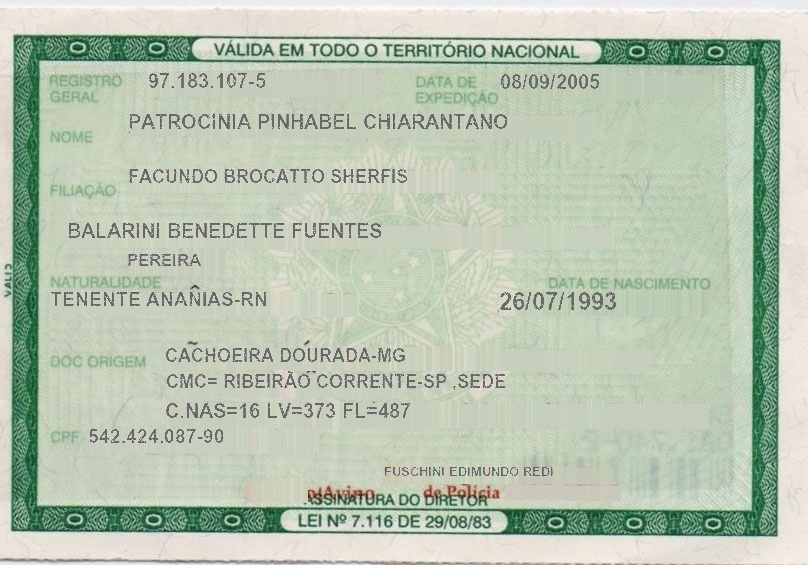 VÁLIDA EM TODO O TERRITÓRIO NACIONAL
REGISTRO GERAL 97.183.107-5 DATA DE EXPEDIÇÃO 08/09/2005
NOME PATROCINIA PINHABEL CHIARANTANO
FILIAÇÃO FACUNDO BROCATTO SHERFIS
BALARINI BENEDETTE FUENTES
PEREIRA
NATURALIDADE DATA DE NASCIMENTO
TENENTE ANANIAS-RN 26/07/1993
DOC ORIGEM CACHOEIRA DOURADA-MG
CMC= RIBEIRÃO CORRENTE-SP ,SEDE
C.NAS=16 LV=373 FL=487
CPF 542.424.087-90
FUSCHINI EDIMUNDO REDI
de Polícia
ASSINATURA DO DIRETOR
LEI Nº 7.116 DE 29/08/83